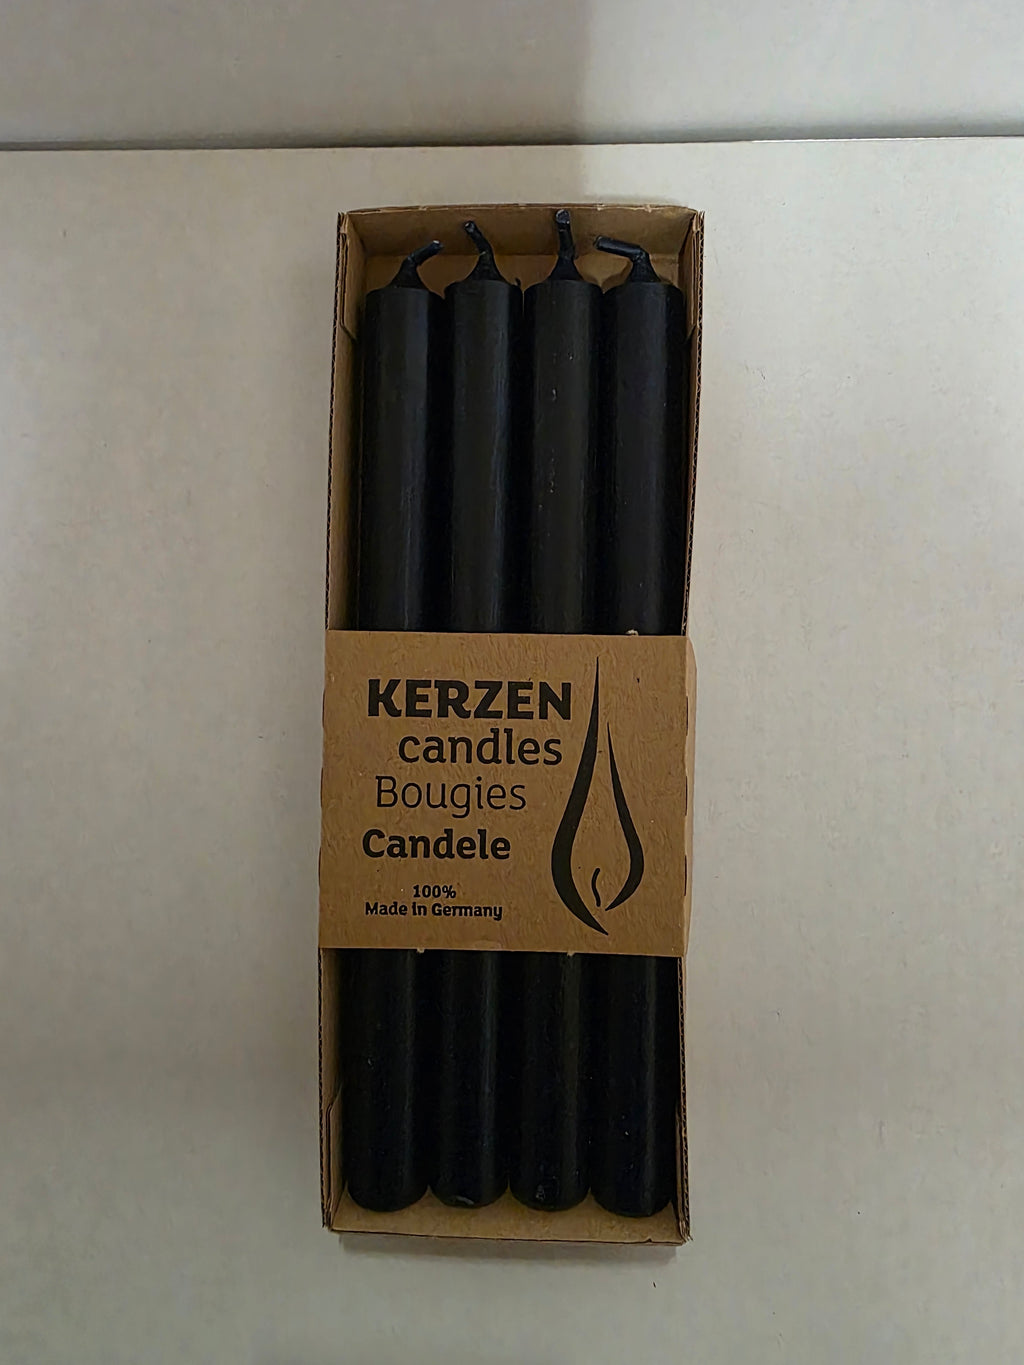 KERZEN
candles
Bougies
Candele
100%
Made in Germany